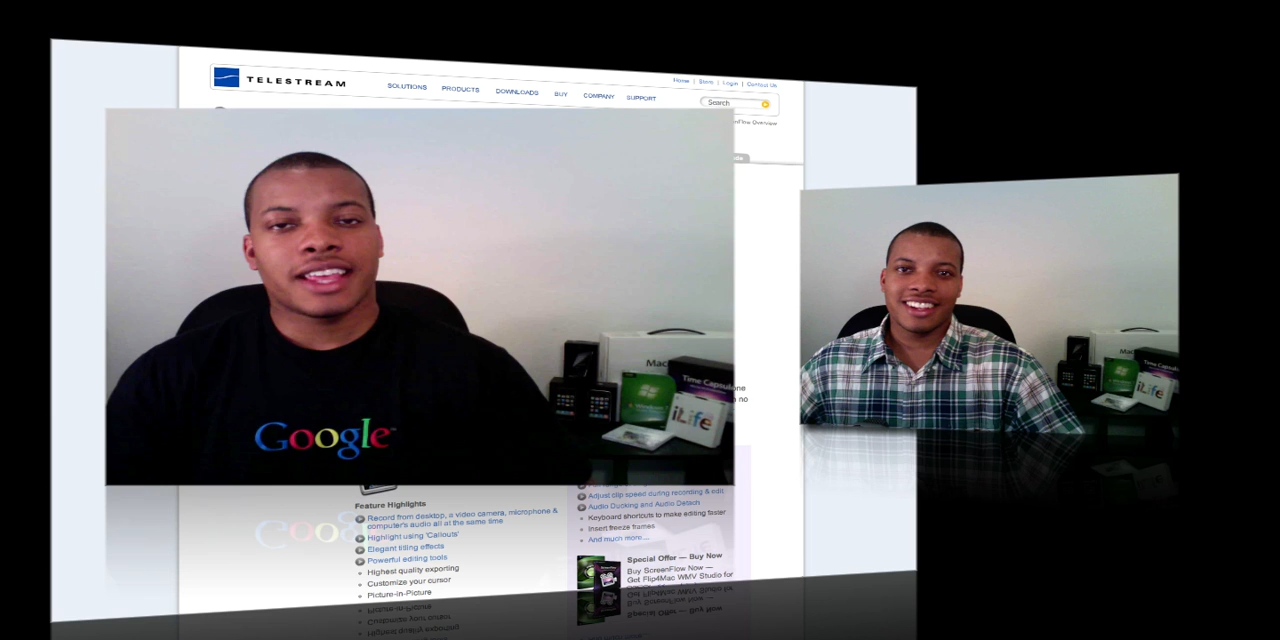 TELESTREAM
SOLUTIONS
PRODUCTS
DOWNLOADS
BUY
COMPANY
SUPPORT
Home | Store | Login | Contact Us
Search
Overview
Mac
Time Capsule
iLife
Google™
Feature Highlights
Record from desktop, a video camera, microphone &
computer's audio all at the same time
Highlight using 'Callouts'
Elegant titling effects
Powerful editing tools
Highest quality exporting
Customize your cursor
Picture-in-Picture
Adjust clip speed during recording & edit
Audio Ducking and Audio Detach
Keyboard shortcuts to make editing faster
Insert freeze frames
And much more...
Special Offer — Buy Now
Buy ScreenFlow Now —
Get Flip4Mac WMV Studio for